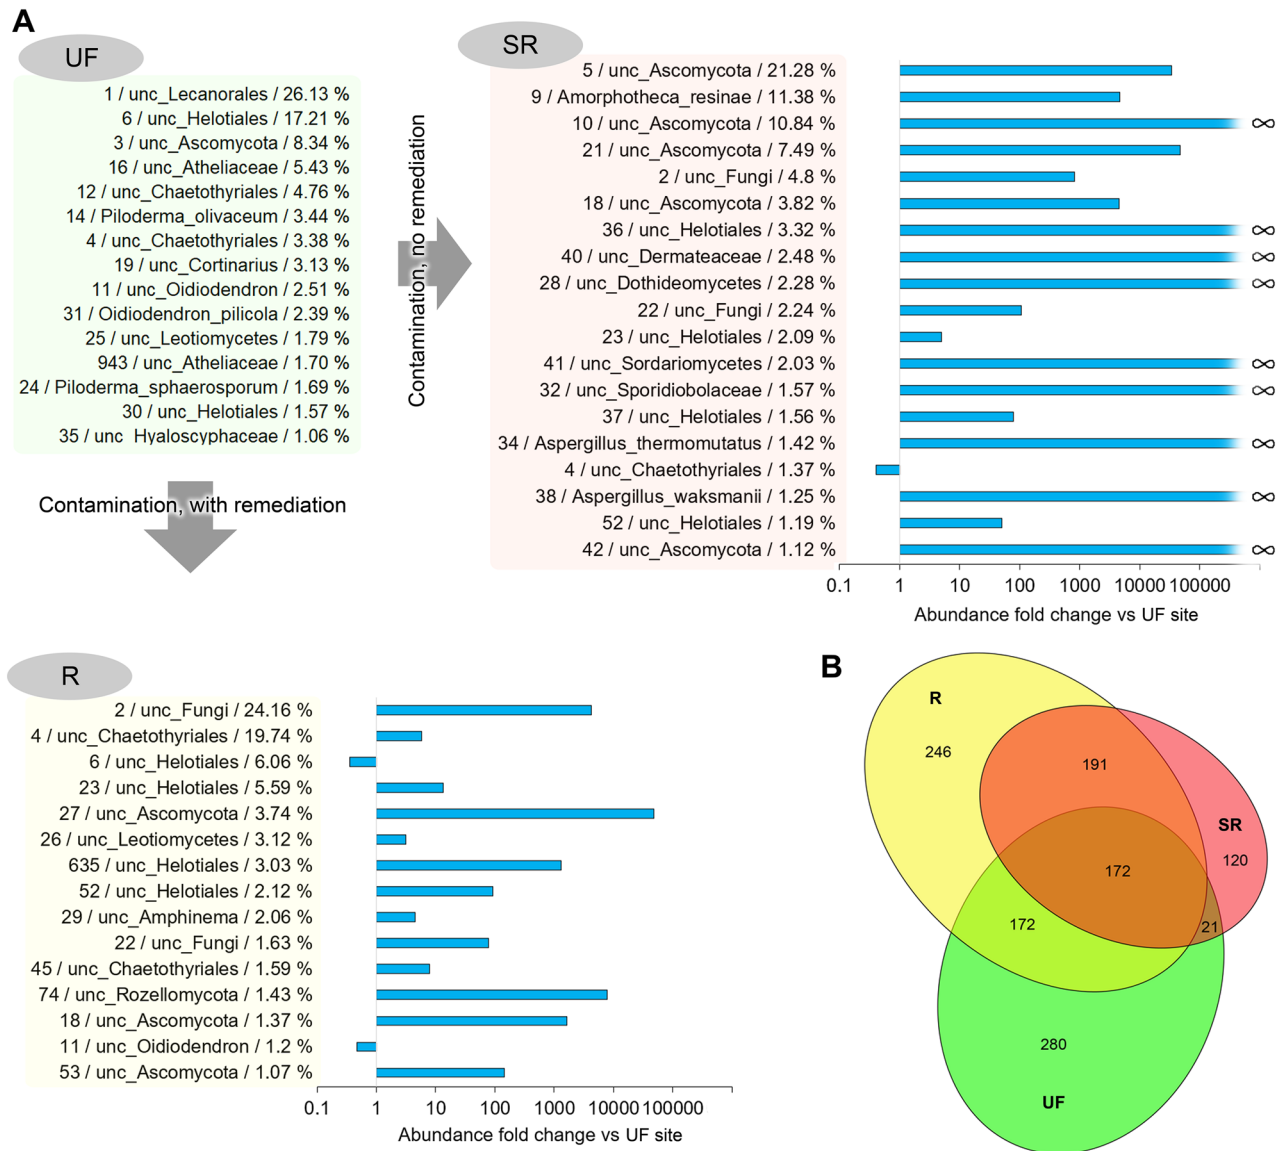 A
UF
1 / unc_Lecanorales / 26.13 %
6 / unc_Helotiales / 17.21 %
3 / unc_Ascomycota / 8.34 %
16 / unc_Atheliaceae / 5.43 %
12 / unc_Chaetothyriales / 4.76 %
14 / Piloderma_olivaceum / 3.44 %
4 / unc_Chaetothyriales / 3.38 %
19 / unc_Cortinarius / 3.13 %
11 / unc_Oidiodendron / 2.51 %
31 / Oidiodendron_pilicola / 2.39 %
25 / unc_Leotiomycetes / 1.79 %
943 / unc_Atheliaceae / 1.70 %
24 / Piloderma_sphaerosporum / 1.69 %
30 / unc_Helotiales / 1.57 %
35 / unc_Hyaloscyphaceae / 1.06 %
Contamination, no remediation
SR
5 / unc_Ascomycota / 21.28 %
9 / Amorphotheca_resinae / 11.38 %
10 / unc_Ascomycota / 10.84 % ∞
21 / unc_Ascomycota / 7.49 %
2 / unc_Fungi / 4.8 %
18 / unc_Ascomycota / 3.82 %
36 / unc_Helotiales / 3.32 % ∞
40 / unc_Dermateaceae / 2.48 % ∞
28 / unc_Dothideomycetes / 2.28 % ∞
22 / unc_Fungi / 2.24 %
23 / unc_Helotiales / 2.09 %
41 / unc_Sordariomycetes / 2.03 % ∞
32 / unc_Sporidiobolaceae / 1.57 % ∞
37 / unc_Helotiales / 1.56 %
34 / Aspergillus_thermomutatus / 1.42 % ∞
4 / unc_Chaetothyriales / 1.37 %
38 / Aspergillus_waksmanii / 1.25 % ∞
52 / unc_Helotiales / 1.19 %
42 / unc_Ascomycota / 1.12 % ∞
0.1 1 10 100 1000 10000 100000
Abundance fold change vs UF site
Contamination, with remediation
R
2 / unc_Fungi / 24.16 %
4 / unc_Chaetothyriales / 19.74 %
6 / unc_Helotiales / 6.06 %
23 / unc_Helotiales / 5.59 %
27 / unc_Ascomycota / 3.74 %
26 / unc_Leotiomycetes / 3.12 %
635 / unc_Helotiales / 3.03 %
52 / unc_Helotiales / 2.12 %
29 / unc_Amphinema / 2.06 %
22 / unc_Fungi / 1.63 %
45 / unc_Chaetothyriales / 1.59 %
74 / unc_Rozellomycota / 1.43 %
18 / unc_Ascomycota / 1.37 %
11 / unc_Oidiodendron / 1.2 %
53 / unc_Ascomycota / 1.07 %
0.1 1 10 100 1000 10000 100000
Abundance fold change vs UF site
B
R
246
191
SR
120
172
172
21
280
UF